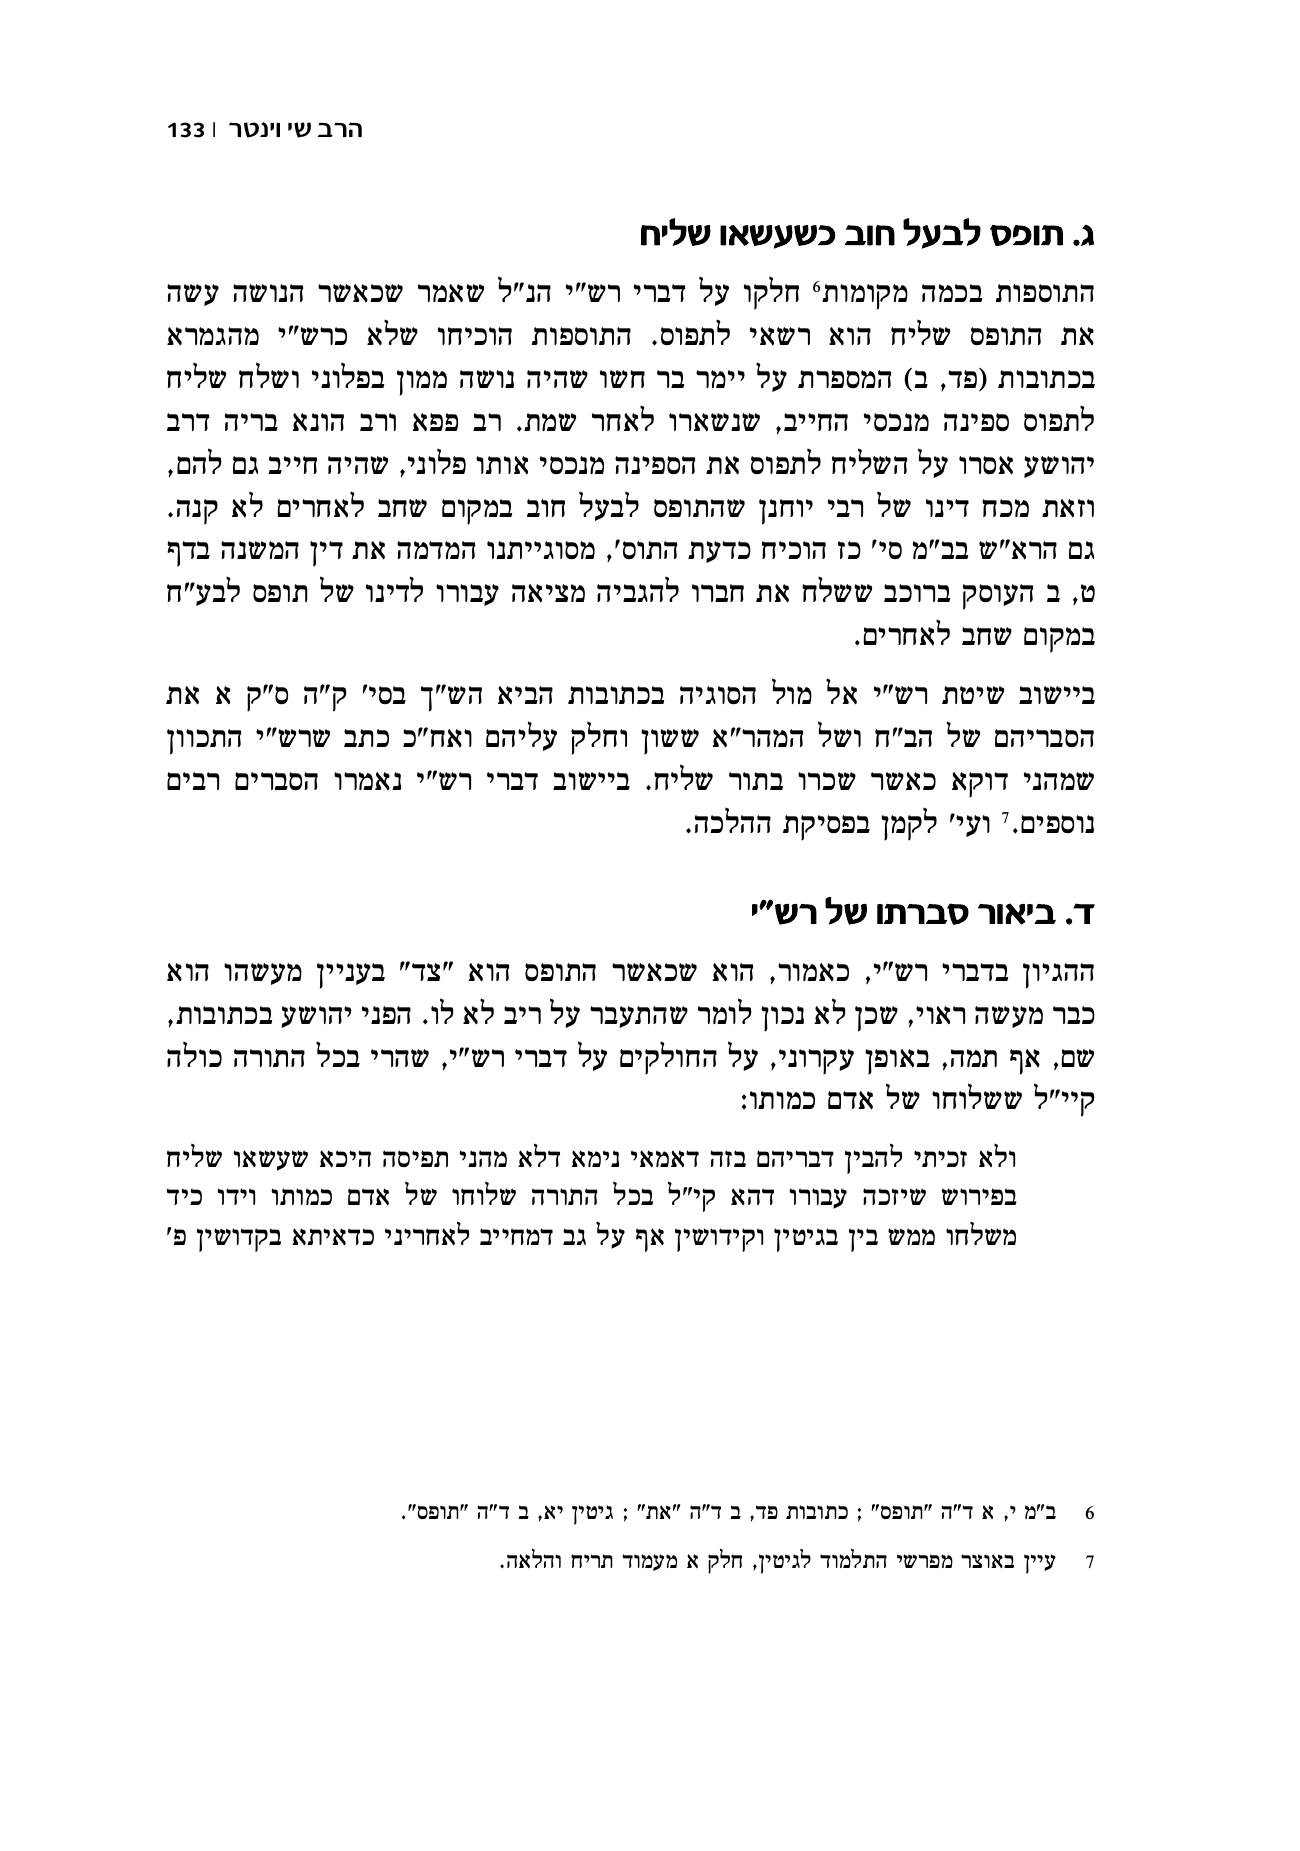 הרב שי וינטר | 133
ג. תופס לבעל חוב כשעשאו שליח
התוספות בכמה מקומות6 חלקו על דברי רש"י הנ"ל שאמר שכאשר הנושה עשה
את התופס שליח הוא רשאי לתפוס. התוספות הוכיחו שלא כרש"י מהגמרא
בכתובות (פד, ב) המספרת על יימר בר חשו שהיה נושה ממון בפלוני ושלח שליח
לתפוס ספינה מנכסי החייב, שנשארו לאחר שמת. רב פפא ורב הונא בריה דרב
יהושע אסרו על השליח לתפוס את הספינה מנכסי אותו פלוני, שהיה חייב גם להם,
וזאת מכח דינו של רבי יוחנן שהתופס לבעל חוב במקום שחב לאחרים לא קנה.
גם הרא"ש בב"מ סי' כז הוכיח כדעת התוס', מסוגייתנו המדמה את דין המשנה בדף
ט, ב העוסק ברוכב ששלח את חברו להגביה מציאה עבורו לדינו של תופס לבע"ח
במקום שחב לאחרים.
ביישוב שיטת רש"י אל מול הסוגיה בכתובות הביא הש"ך בסי' ק"ה ס"ק א את
הסבריהם של הב"ח ושל המהר"א ששון וחלק עליהם ואח"כ כתב שרש"י התכוון
שמהני דוקא כאשר שכרו בתור שליח. ביישוב דברי רש"י נאמרו הסברים רבים
נוספים.7 ועי' לקמן בפסיקת ההלכה.
ד. ביאור סברתו של רש"י
ההגיון בדברי רש"י, כאמור, הוא שכאשר התופס הוא "צד" בעניין מעשהו הוא
כבר מעשה ראוי, שכן לא נכון לומר שהתעבר על ריב לא לו. הפני יהושע בכתובות,
שם, אף תמה, באופן עקרוני, על החולקים על דברי רש"י, שהרי בכל התורה כולה
קיי"ל ששלוחו של אדם כמותו:
ולא זכיתי להבין דבריהם בזה דאמאי נימא דלא מהני תפיסה היכא שעשאו שליח
בפירוש שיזכה עבורו דהא קי"ל בכל התורה שלוחו של אדם כמותו וידו כיד
משלחו ממש בין בגיטין וקידושין אף על גב דמחייב לאחריני כדאיתא בקדושין פ'
6 ב"מ י, א ד"ה "תופס" ; כתובות פד, ב ד"ה "את" ; גיטין יא, ב ד"ה "תופס".
7 עיין באוצר מפרשי התלמוד לגיטין, חלק א מעמוד תריח והלאה.